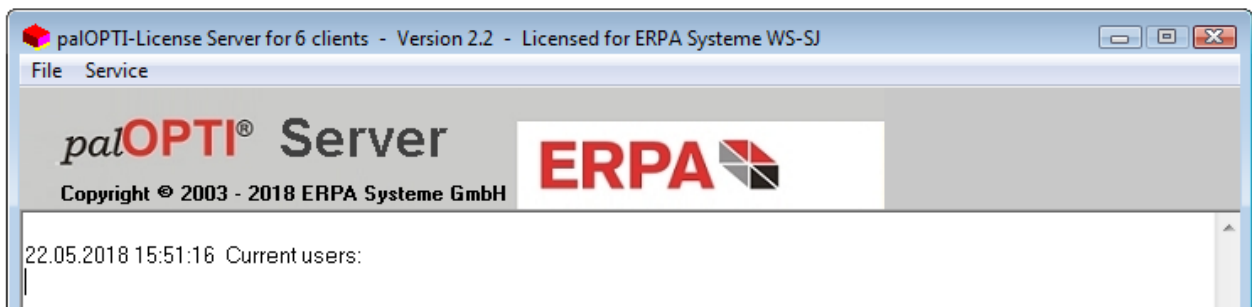 palOPTI-License Server for 6 clients - Version 2.2 - Licensed for ERPA Systeme WS-SJ
File Service
palOPTI® Server
ERPA
Copyright © 2003 - 2018 ERPA Systeme GmbH
22.05.2018 15:51:16 Current users: